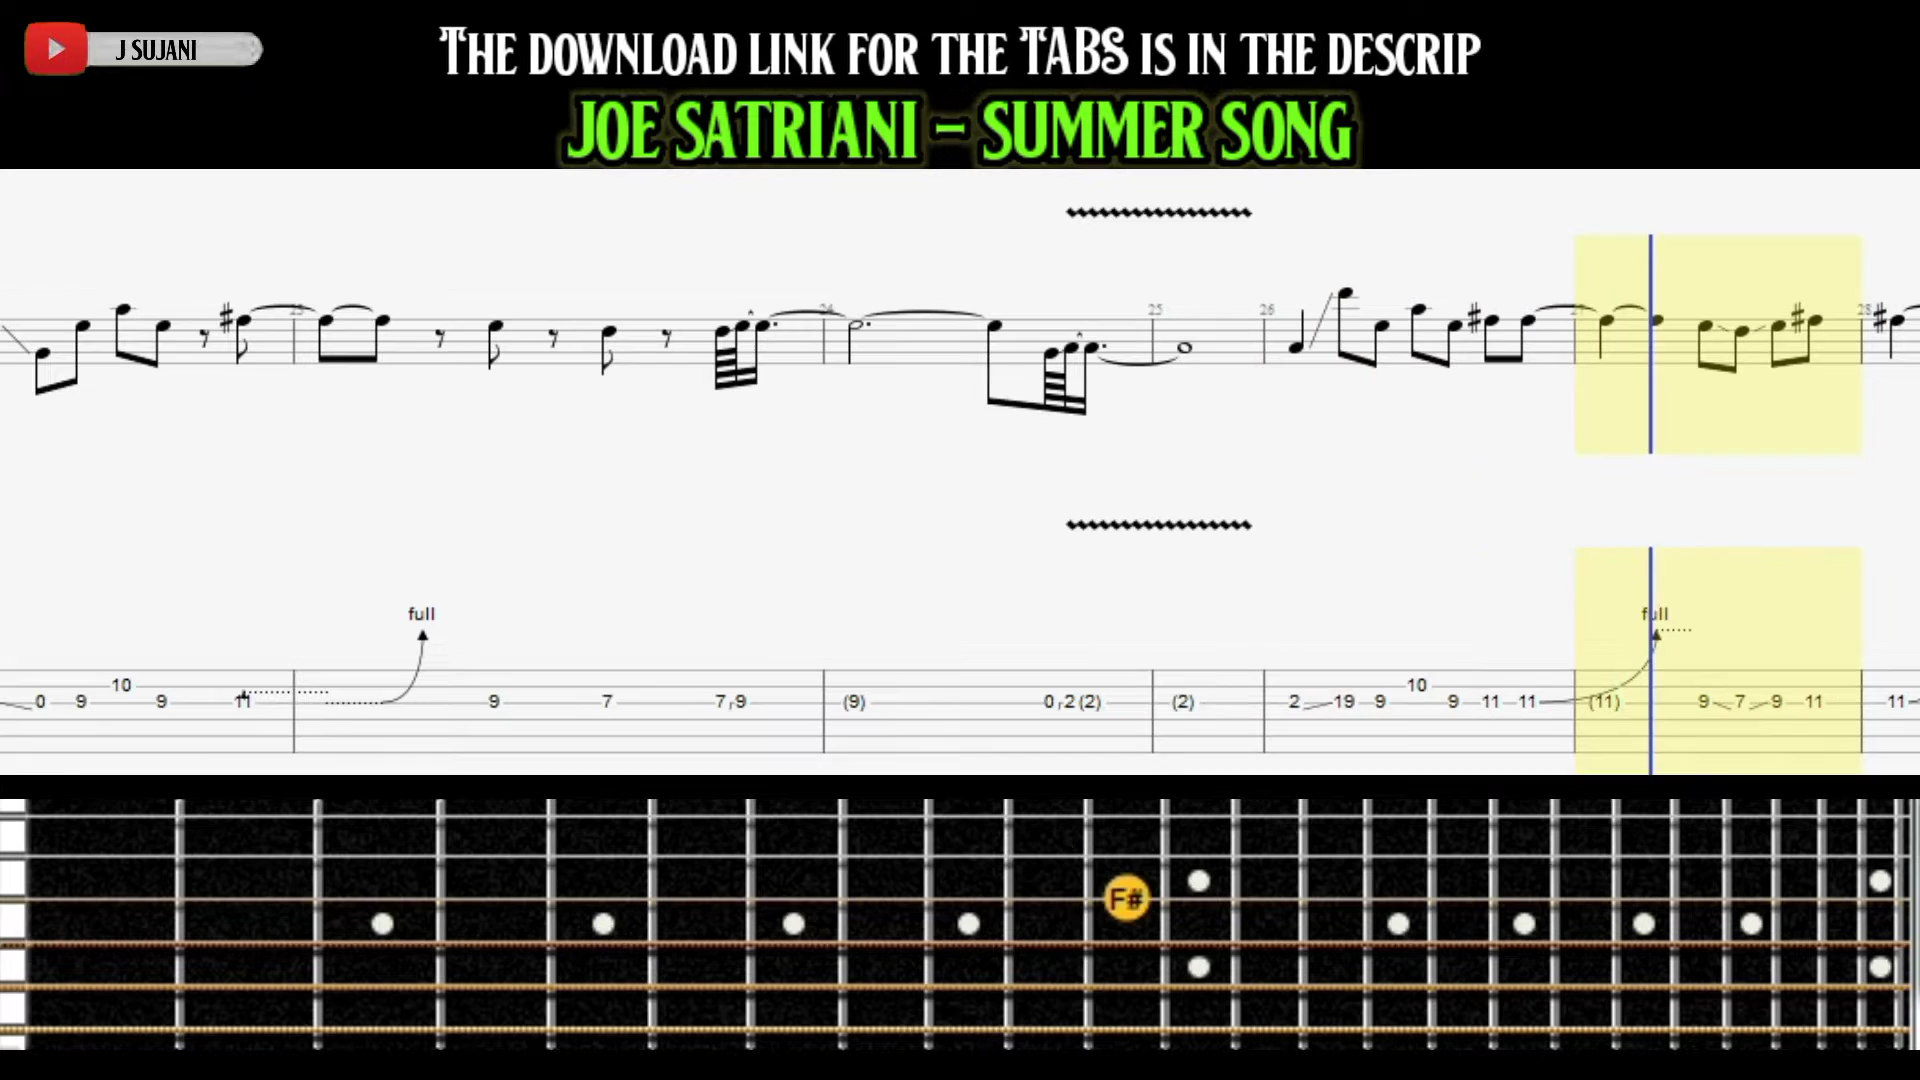 J SUJANI
THE DOWNLOAD LINK FOR THE TABS IS IN THE DESCRIP
JOE SATRIANI - SUMMER SONG
25 26
full full
10 10
0 9 9 11 9 7 7 9 (9) 0 2 (2) (2) 2 19 9 9 11 11 (11) 9 7 9 11 11
F#